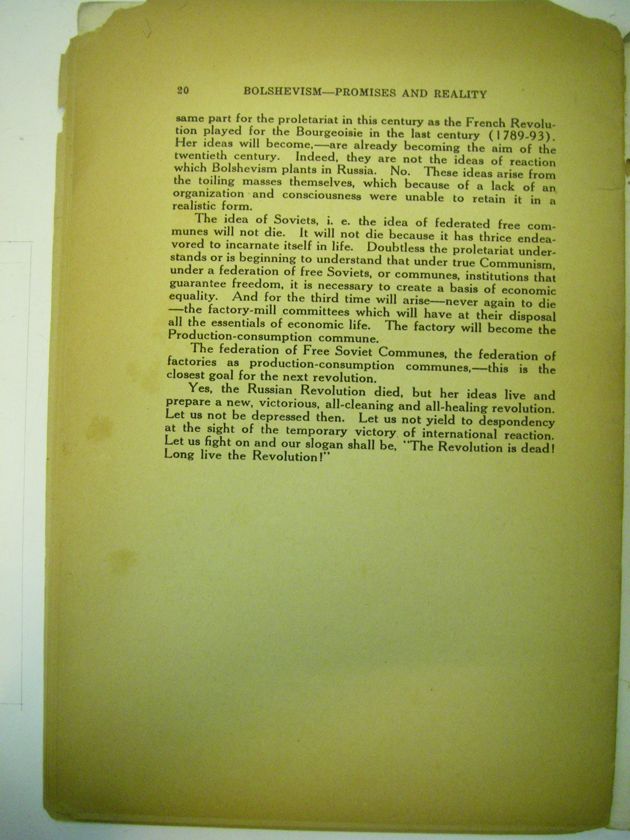 20 BOLSHEVISM—PROMISES AND REALITY
same part for the proletariat in this century as the French Revolu-
tion played for the Bourgeoisie in the last century (1789-93).
Her ideas will become,—are already becoming the aim of the
twentieth century. Indeed, they are not the ideas of reaction
which Bolshevism plants in Russia. No. These ideas arise from
the toiling masses themselves, which because of a lack of an
organization and consciousness were unable to retain it in a
realistic form.
The idea of Soviets, i. e. the idea of federated free com-
munes will not die. It will not die because it has thrice endea-
vored to incarnate itself in life. Doubtless the proletariat under-
stands or is beginning to understand that under true Communism,
under a federation of free Soviets, or communes, institutions that
guarantee freedom, it is necessary to create a basis of economic
equality. And for the third time will arise—never again to die
—the factory-mill committees which will have at their disposal
all the essentials of economic life. The factory will become the
Production-consumption commune.
The federation of Free Soviet Communes, the federation of
factories as production-consumption communes,—this is the
closest goal for the next revolution.
Yes, the Russian Revolution died, but her ideas live and
prepare a new, victorious, all-cleaning and all-healing revolution.
Let us not be depressed then. Let us not yield to despondency
at the sight of the temporary victory of international reaction.
Let us fight on and our slogan shall be, "The Revolution is dead!
Long live the Revolution!"